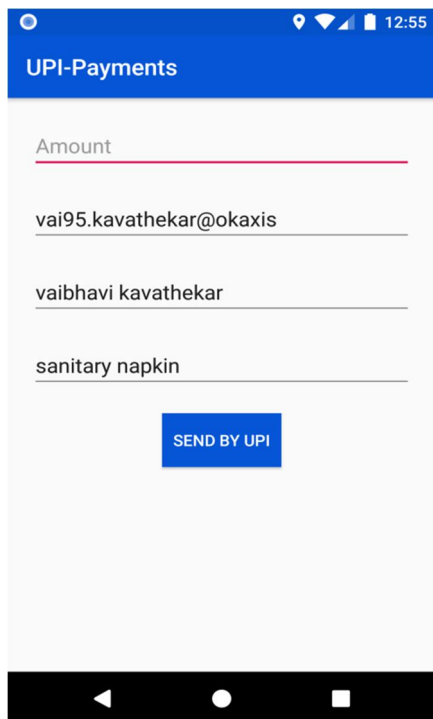 12:55
UPI-Payments
Amount
vai95.kavathekar@okaxis
vaibhavi kavathekar
sanitary napkin
SEND BY UPI